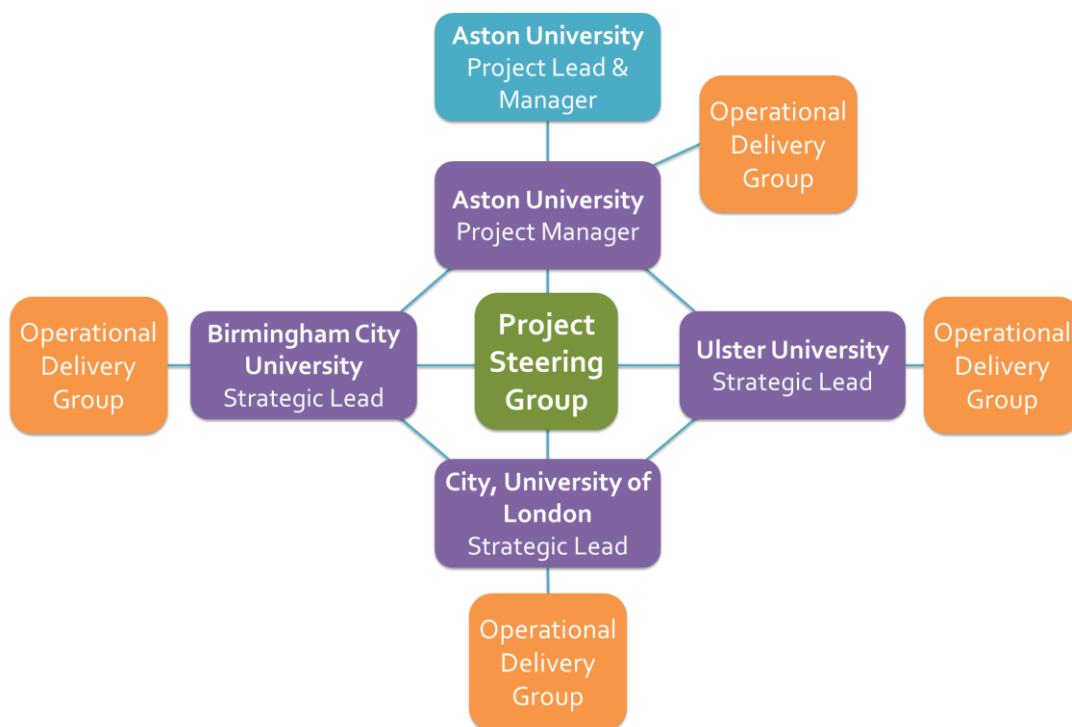 Aston University
Project Lead &
Manager
Operational
Delivery
Group
Aston University
Project Manager
Operational
Delivery
Group
Birmingham City
University
Strategic Lead
Project
Steering
Group
Ulster University
Strategic Lead
Operational
Delivery
Group
City, University of
London
Strategic Lead
Operational
Delivery
Group